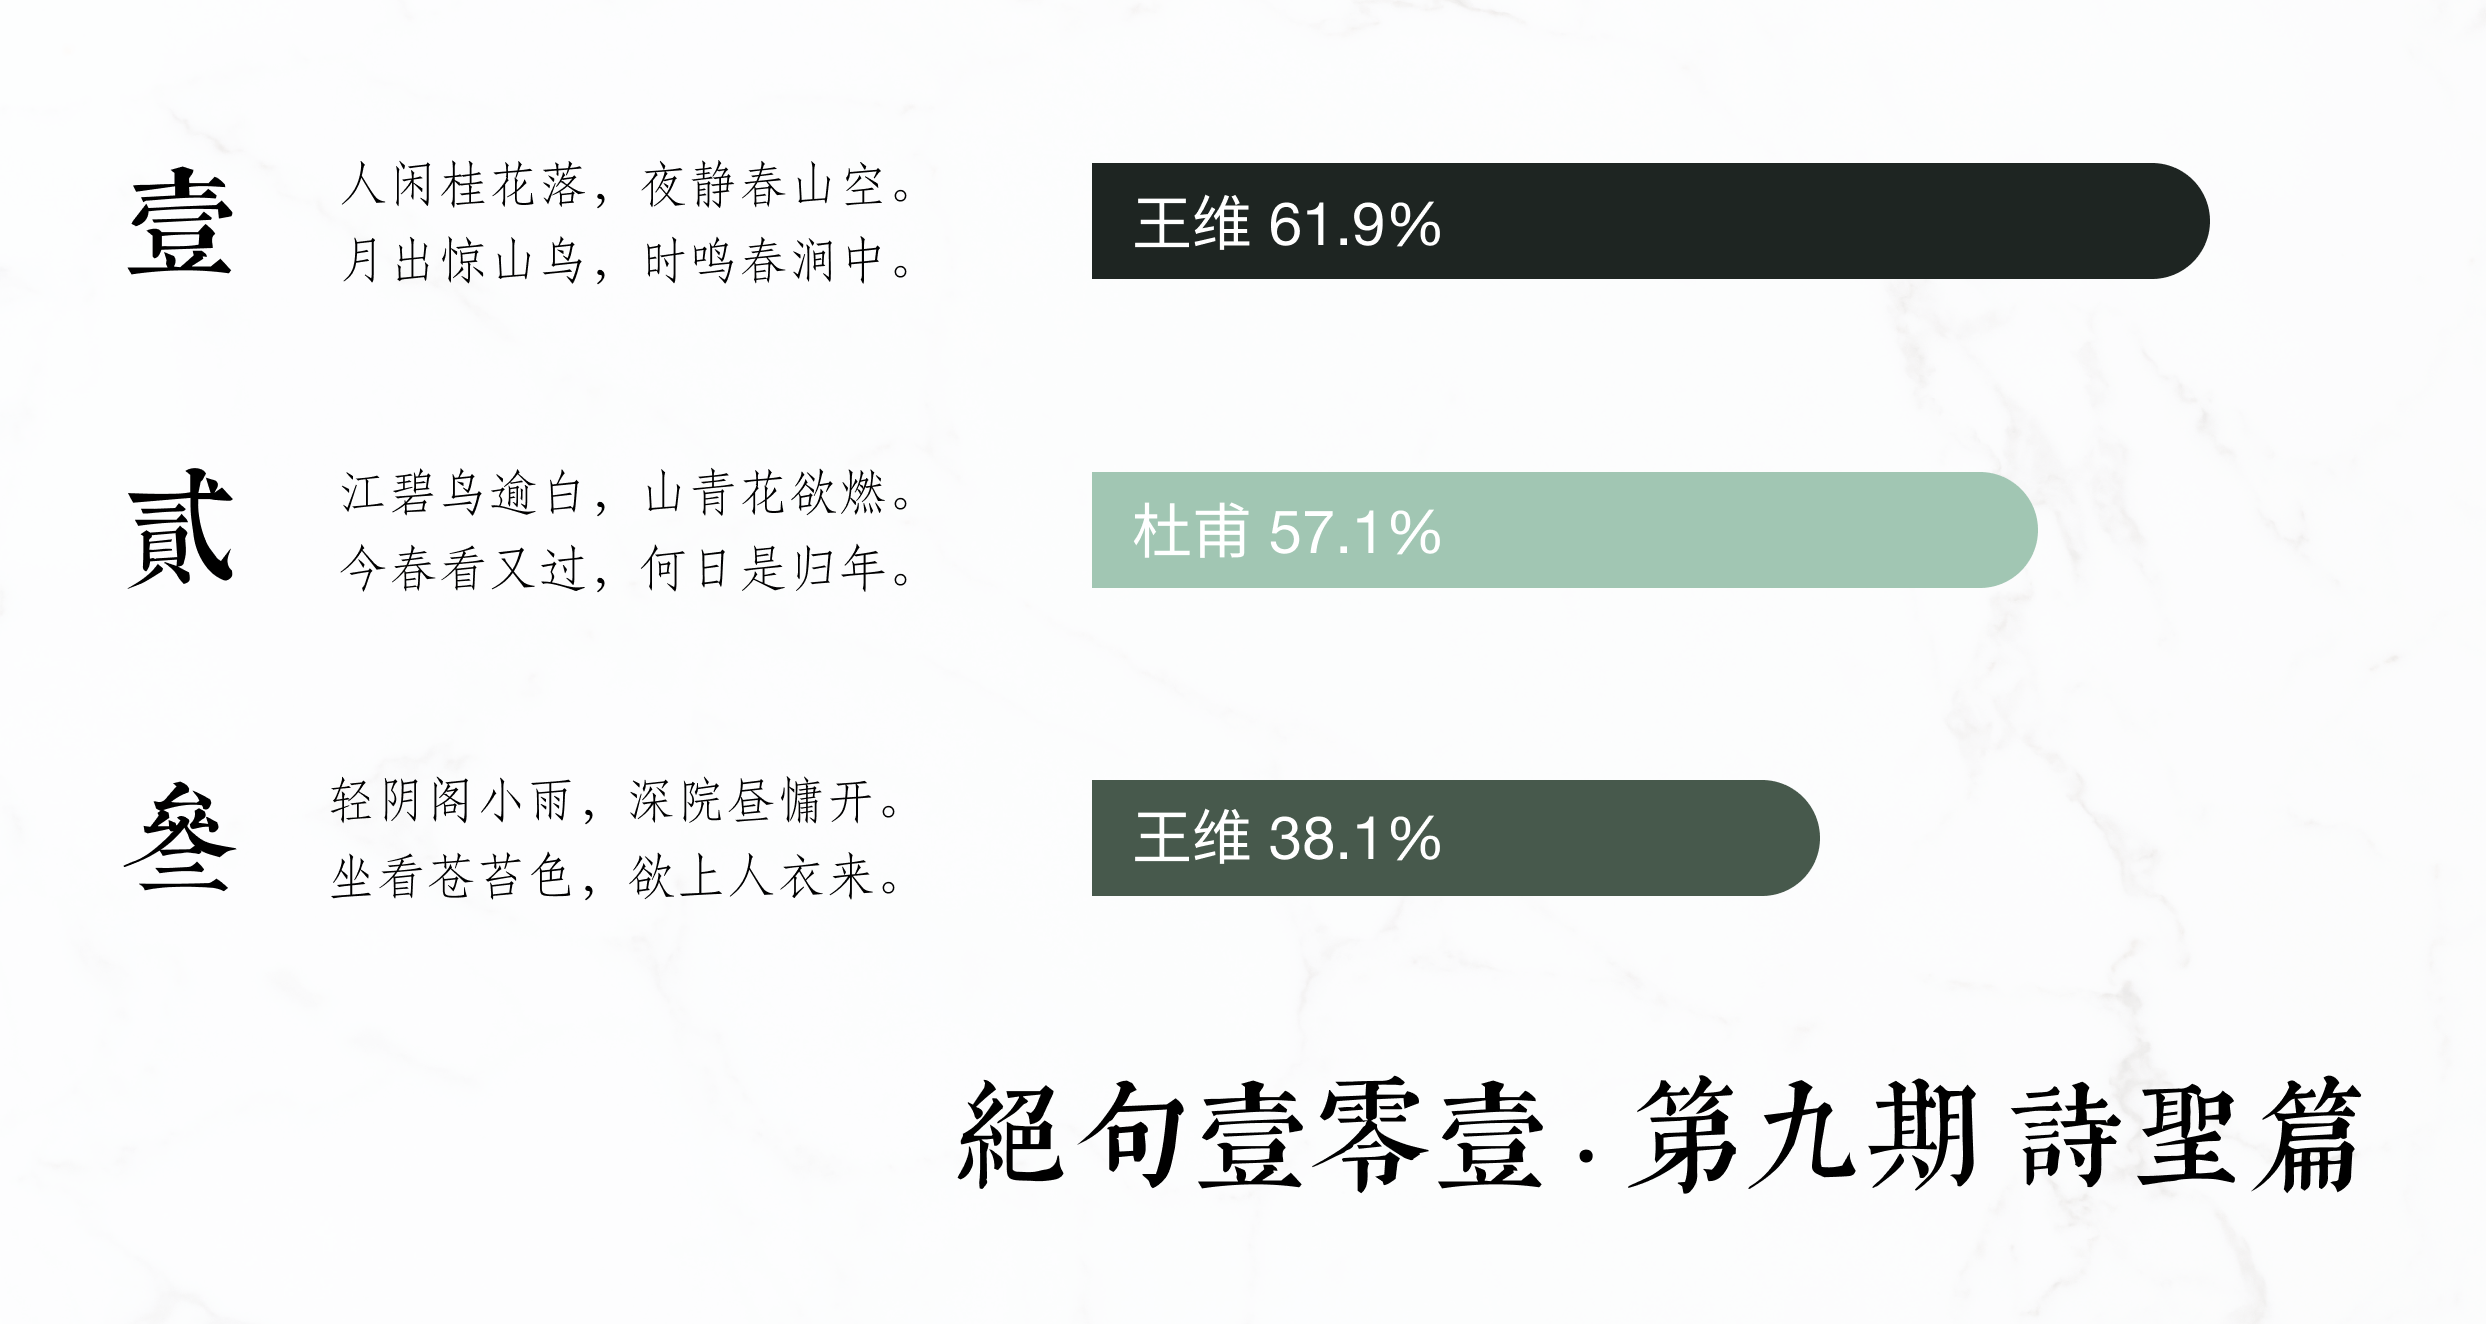 壹
人闲桂花落，夜静春山空。
月出惊山鸟，时鸣春涧中。
王维 61.9%
貳
江碧鸟逾白，山青花欲燃。
今春看又过，何日是归年。
杜甫 57.1%
叁
轻阴阁小雨，深院昼慵开。
坐看苍苔色，欲上人衣来。
王维 38.1%
絕句壹零壹 · 第九期 詩聖篇